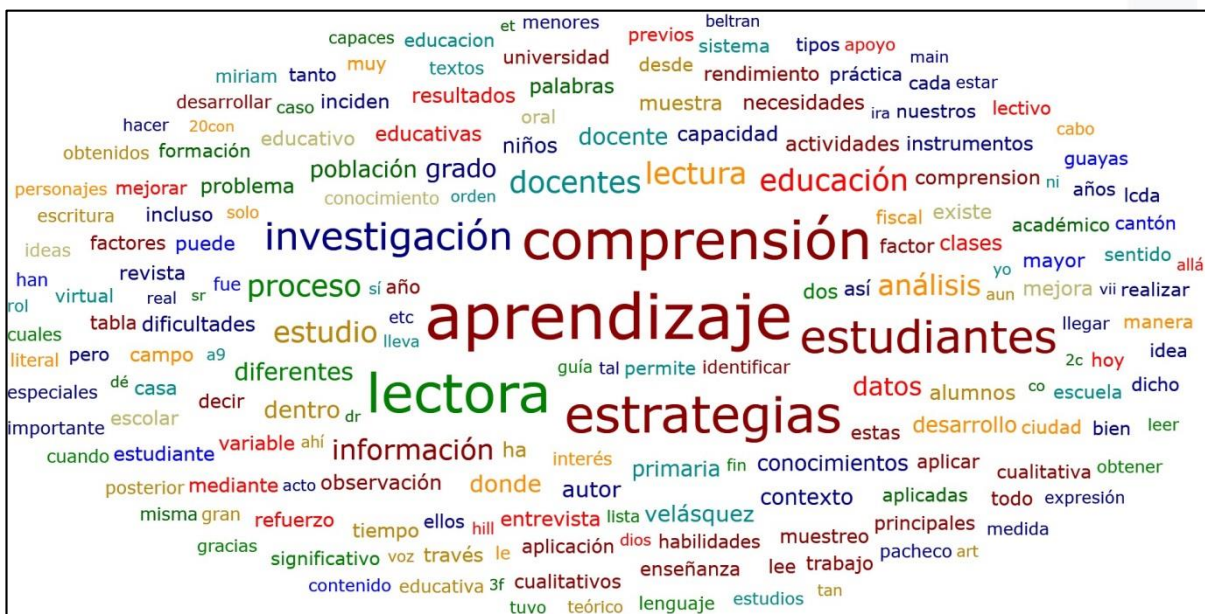 et menores beltran
capaces educacion previos sistema tipos apoyo
miriam tanto muy textos universidad desde rendimiento práctica main
desarrollar caso inciden resultados palabras muestra necesidades cada estar
hacer 20con educativo educativas oral niños docente capacidad ira nuestros lectivo
obtenidos formación población grado docentes lectura educación actividades instrumentos cabo
personajes mejorar problema conocimiento orden comprension ni guayas
escritura incluso solo investigación comprensión fiscal existe años lcda
ideas factores puede factor clases académico cantón
han revista fue proceso sí año yo mayor sentido allá
rol virtual real sr etc aprendizaje dos así análisis aun mejora vii realizar
cuales tabla dificultades estudio lleva estudiantes llegar manera
literal pero campo a9 diferentes guía tal permite identificar 2c hoy idea
especiales dé casa decir dentro dr lectora estrategias datos alumnos co escuela dicho
importante escolar variable ahí información ha estas desarrollo ciudad bien leer
cuando estudiante interés primaria fin conocimientos aplicar cualitativa obtener
posterior mediante acto observación donde autor contexto aplicadas todo expresión
misma gran refuerzo tiempo ellos hill entrevista lista velásquez principales medida
gracias significativo voz través le aplicación dios habilidades muestreo pacheco art
contenido educativa 3f cualitativos enseñanza lee trabajo
tuvo teórico lenguaje estudios tan